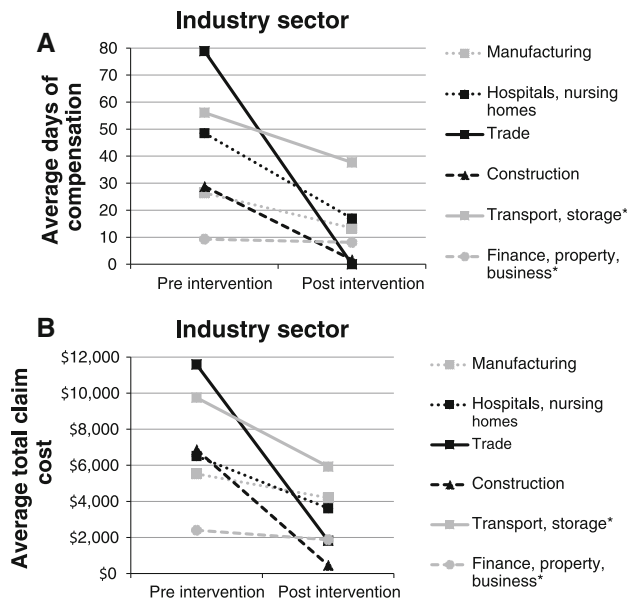 A
Industry sector
Average days of
compensation
80
70
60
50
40
30
20
10
0
Pre intervention
Post intervention
Manufacturing
Hospitals, nursing
homes
Trade
Construction
Transport, storage*
Finance, property,
business*
B
Industry sector
Average total claim
cost
$12,000
$10,000
$8,000
$6,000
$4,000
$2,000
$0
Pre intervention
Post intervention
Manufacturing
Hospitals, nursing
homes
Trade
Construction
Transport, storage*
Finance, property,
business*